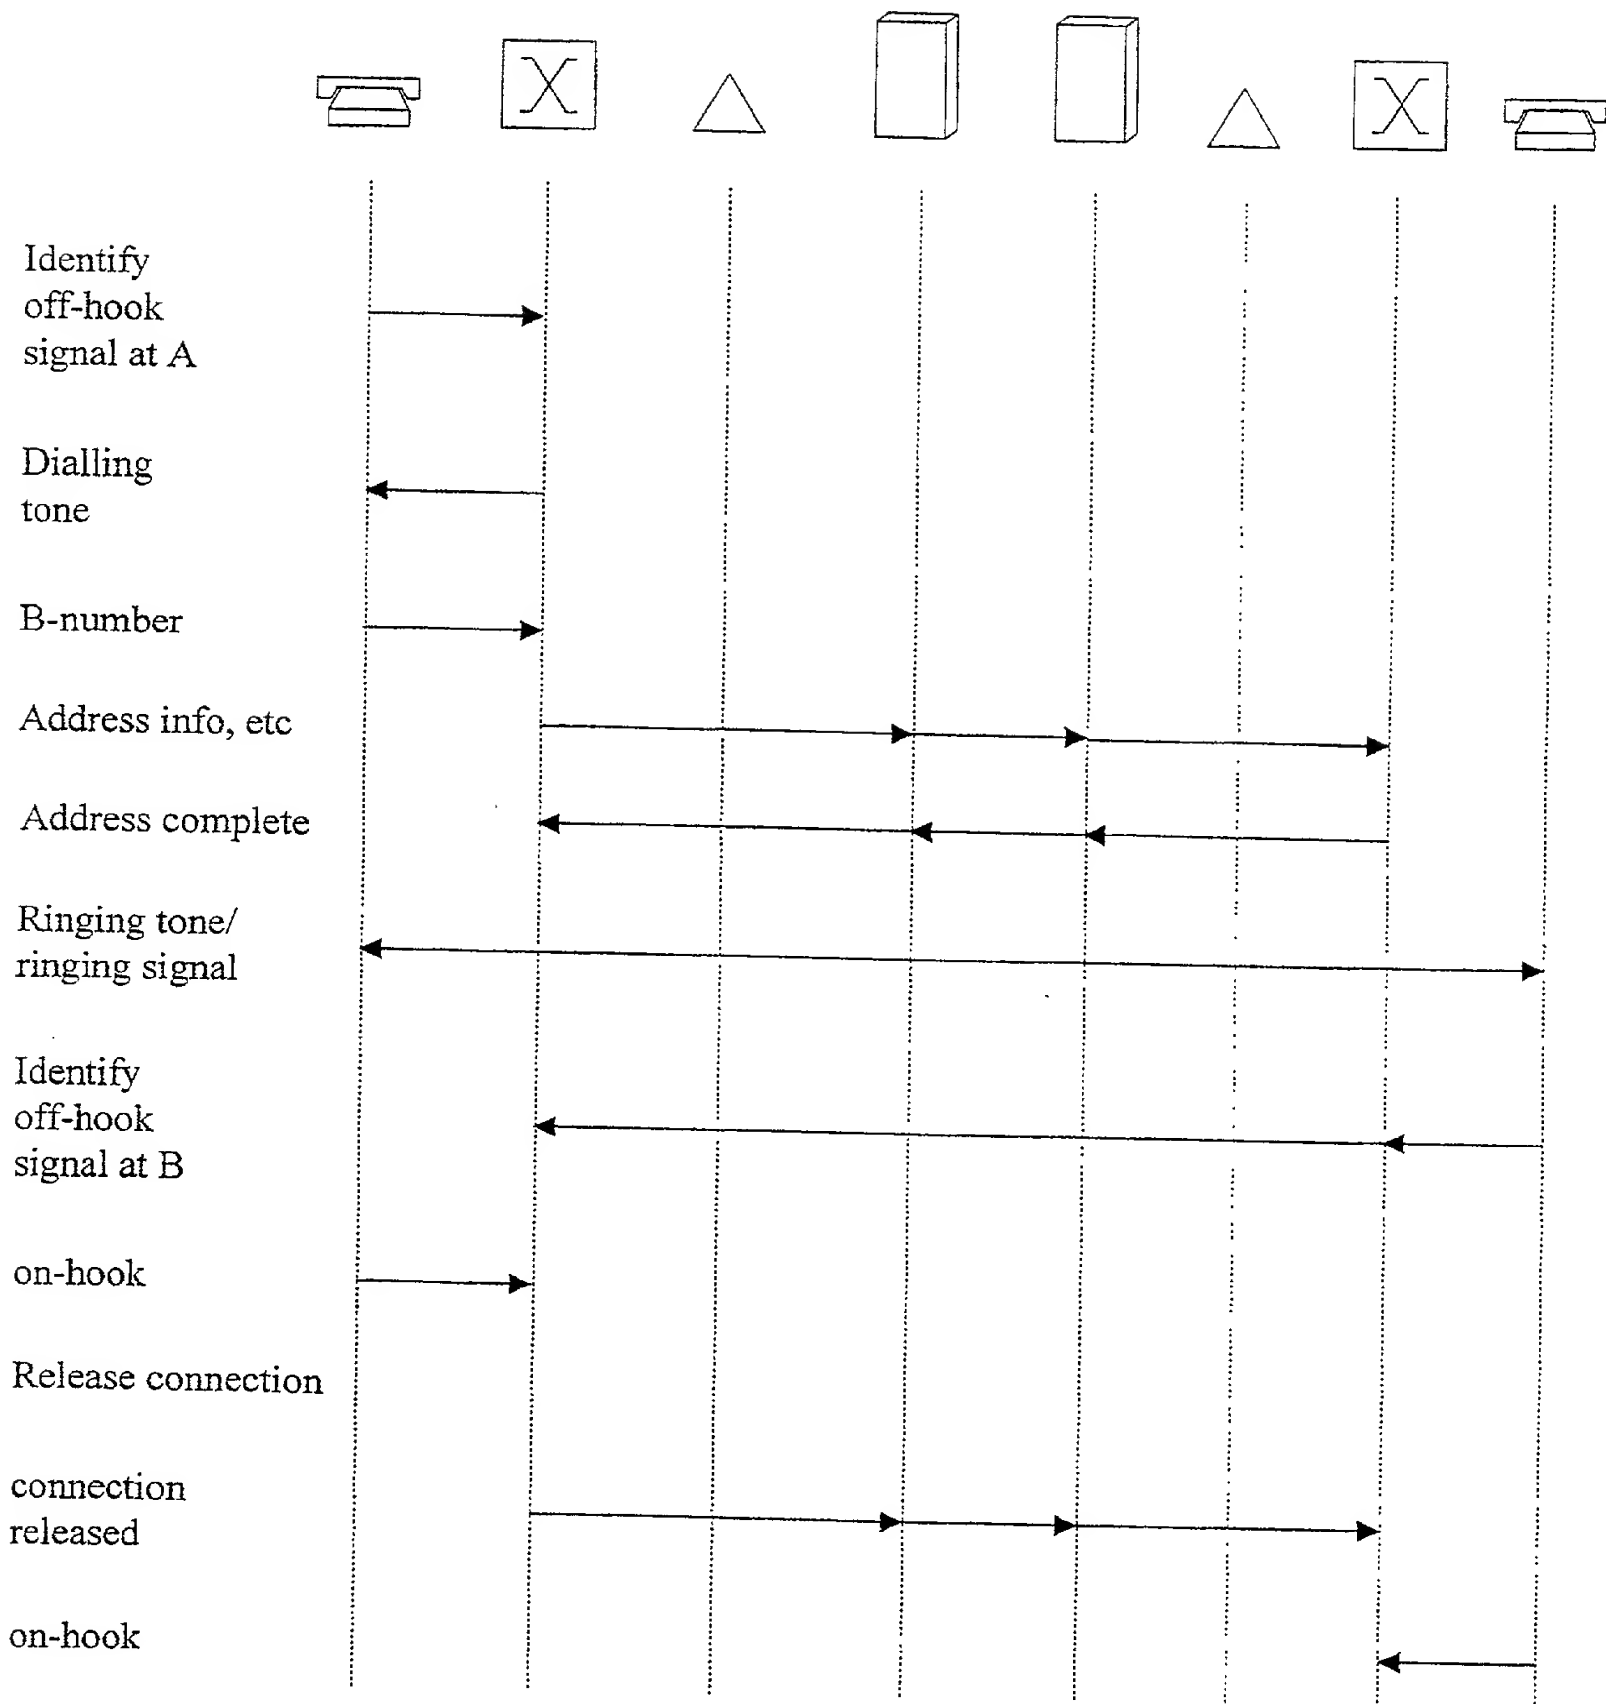 Identify
off-hook
signal at A
Dialling
tone
B-number
Address info, etc
Address complete
Ringing tone/
ringing signal
Identify
off-hook
signal at B
on-hook
Release connection
connection
released
on-hook